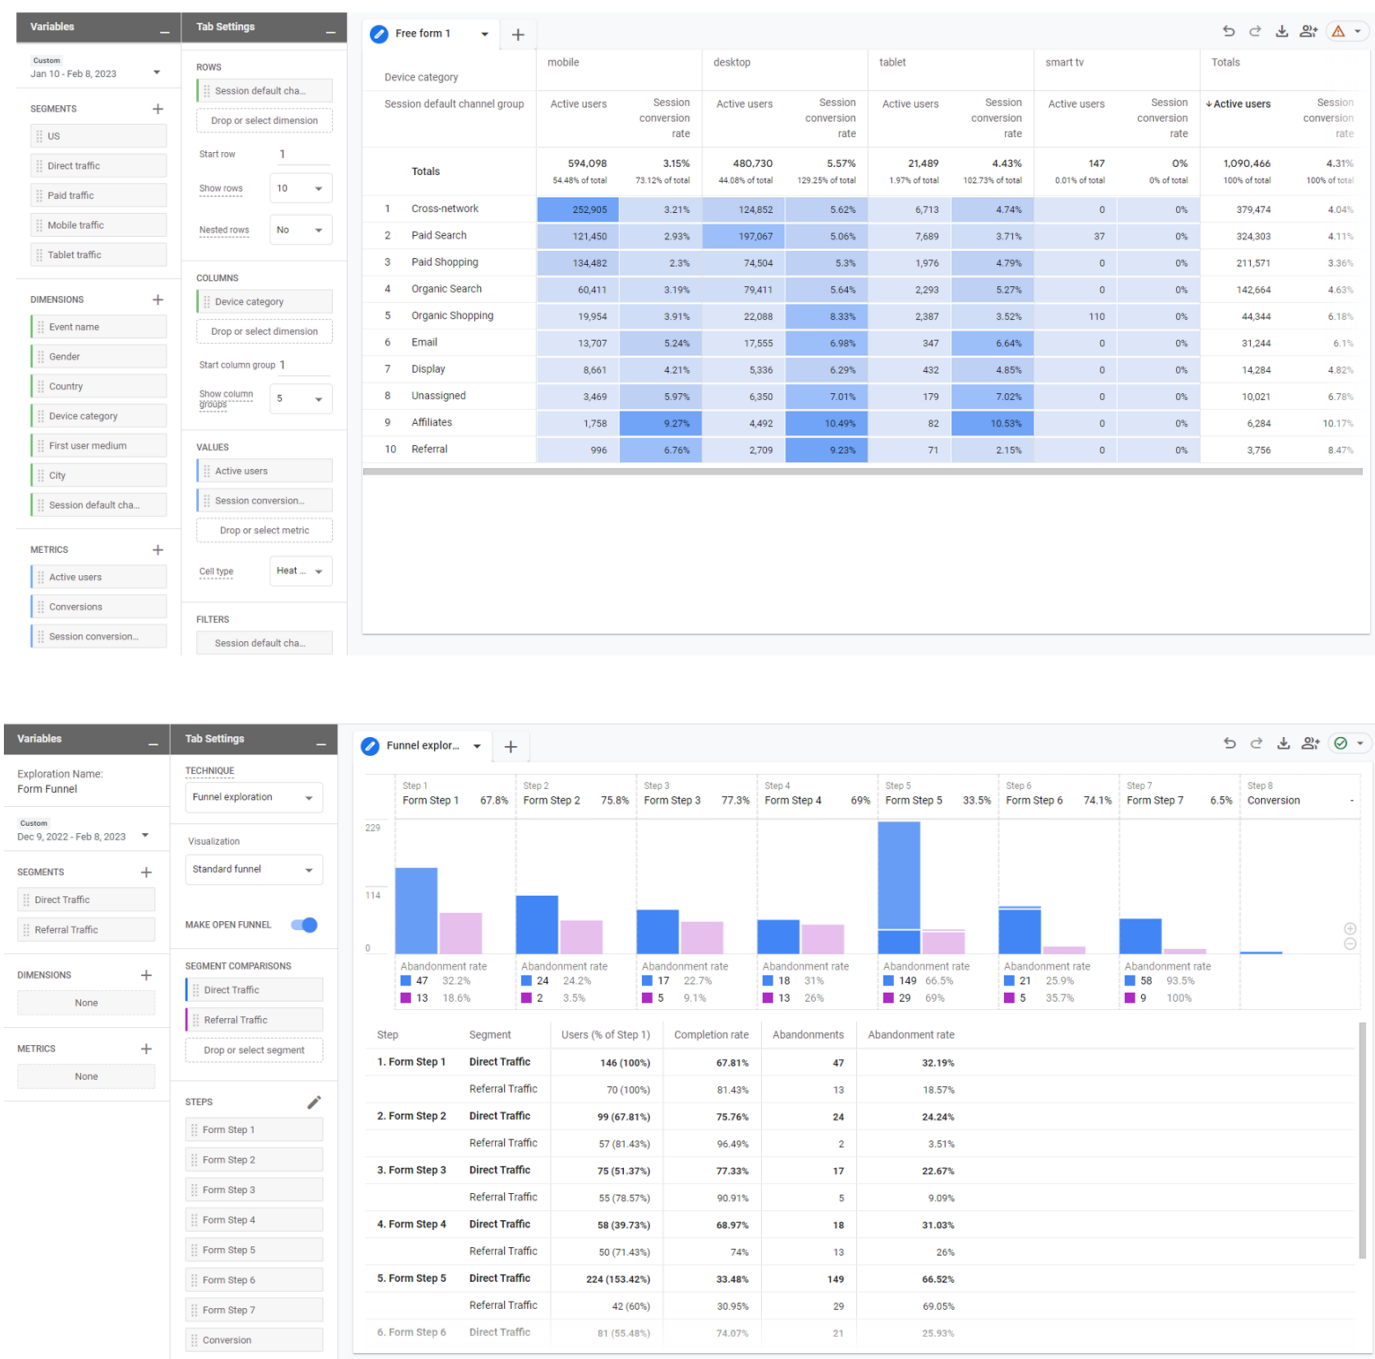 Variables
Tab Settings
Custom
Jan 10 - Feb 8, 2023
SEGMENTS
US
Direct traffic
Paid traffic
Mobile traffic
Tablet traffic
DIMENSIONS
Event name
Gender
Country
Device category
First user medium
City
Session default cha...
METRICS
Active users
Conversions
Session conversion...
ROWS
Session default cha...
Drop or select dimension
Start row 1
Show rows 10
Nested rows No
COLUMNS
Device category
Drop or select dimension
Start column group 1
Show column groups 5
VALUES
Active users
Session conversion...
Drop or select metric
Cell type Heat ...
FILTERS
Session default cha...
Free form 1
Device category mobile desktop tablet smart tv Totals
Session default channel group Active users Session conversion rate Active users Session conversion rate Active users Session conversion rate Active users Session conversion rate Active users Session conversion rate
Totals 594,098 3.15% 480,730 5.57% 21,489 4.43% 147 0% 1,090,466 4.31%
54.48% of total 73.12% of total 44.08% of total 129.25% of total 1.97% of total 102.73% of total 0.01% of total 0% of total 100% of total 100% of total
1 Cross-network 252,905 3.21% 124,852 5.62% 6,713 4.74% 0 0% 379,474 4.04%
2 Paid Search 121,450 2.93% 197,067 5.06% 7,689 3.71% 37 0% 324,303 4.11%
3 Paid Shopping 134,482 2.3% 74,504 5.3% 1,976 4.79% 0 0% 211,571 3.36%
4 Organic Search 60,411 3.19% 79,411 5.64% 2,293 5.27% 0 0% 142,664 4.63%
5 Organic Shopping 19,954 3.91% 22,088 8.33% 2,387 3.52% 110 0% 44,344 6.18%
6 Email 13,707 5.24% 17,555 6.98% 347 6.64% 0 0% 31,244 6.1%
7 Display 8,661 4.21% 5,336 6.29% 432 4.85% 0 0% 14,284 4.82%
8 Unassigned 3,469 5.97% 6,350 7.01% 179 7.02% 0 0% 10,021 6.78%
9 Affiliates 1,758 9.27% 4,492 10.49% 82 10.53% 0 0% 6,284 10.17%
10 Referral 996 6.76% 2,709 9.23% 71 2.15% 0 0% 3,756 8.47%
Variables
Tab Settings
Exploration Name:
Form Funnel
Custom
Dec 9, 2022 - Feb 8, 2023
SEGMENTS
Direct Traffic
Referral Traffic
DIMENSIONS
None
METRICS
None
TECHNIQUE
Funnel exploration
Visualization
Standard funnel
MAKE OPEN FUNNEL
SEGMENT COMPARISONS
Direct Traffic
Referral Traffic
Drop or select segment
STEPS
Form Step 1
Form Step 2
Form Step 3
Form Step 4
Form Step 5
Form Step 6
Form Step 7
Conversion
Funnel explor...
Step 1 Step 2 Step 3 Step 4 Step 5 Step 6 Step 7 Step 8
Form Step 1 67.8% Form Step 2 75.8% Form Step 3 77.3% Form Step 4 69% Form Step 5 33.5% Form Step 6 74.1% Form Step 7 6.5% Conversion -
229
114
0
Abandonment rate Abandonment rate Abandonment rate Abandonment rate Abandonment rate Abandonment rate Abandonment rate
47 32.2% 24 24.2% 17 22.7% 18 31% 149 66.5% 21 25.9% 58 93.5%
13 18.6% 2 3.5% 5 9.1% 13 26% 29 69% 5 35.7% 9 100%
Step Segment Users (% of Step 1) Completion rate Abandonments Abandonment rate
1. Form Step 1 Direct Traffic 146 (100%) 67.81% 47 32.19%
Referral Traffic 70 (100%) 81.43% 13 18.57%
2. Form Step 2 Direct Traffic 99 (67.81%) 75.76% 24 24.24%
Referral Traffic 57 (81.43%) 96.49% 2 3.51%
3. Form Step 3 Direct Traffic 75 (51.37%) 77.33% 17 22.67%
Referral Traffic 55 (78.57%) 90.91% 5 9.09%
4. Form Step 4 Direct Traffic 58 (39.73%) 68.97% 18 31.03%
Referral Traffic 50 (71.43%) 74% 13 26%
5. Form Step 5 Direct Traffic 224 (153.42%) 33.48% 149 66.52%
Referral Traffic 42 (60%) 30.95% 29 69.05%
6. Form Step 6 Direct Traffic 81 (55.48%) 74.07% 21 25.93%